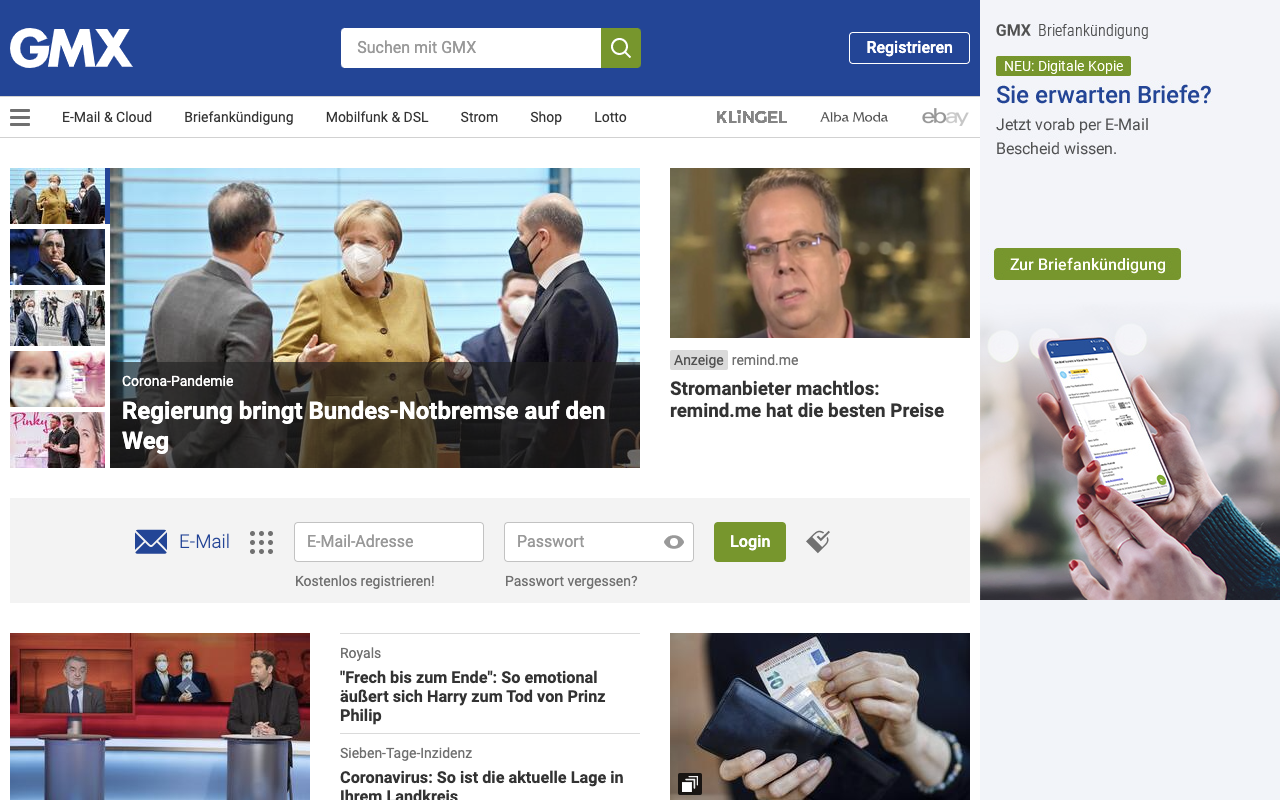 GMX
Suchen mit GMX
Registrieren
E-Mail & Cloud
Briefankündigung
Mobilfunk & DSL
Strom
Shop
Lotto
KLiNGEL
Alba Moda
ebay
GMX Briefankündigung
NEU: Digitale Kopie
Sie erwarten Briefe?
Jetzt vorab per E-Mail
Bescheid wissen.
Zur Briefankündigung
Pinky
Corona-Pandemie
Regierung bringt Bundes-Notbremse auf den
Weg
Anzeige remind.me
Stromanbieter machtlos:
remind.me hat die besten Preise
E-Mail
E-Mail-Adresse
Passwort
Login
Kostenlos registrieren!
Passwort vergessen?
Royals
"Frech bis zum Ende": So emotional
äußert sich Harry zum Tod von Prinz
Philip
Sieben-Tage-Inzidenz
Coronavirus: So ist die aktuelle Lage in
Ihrem Landkreis
10